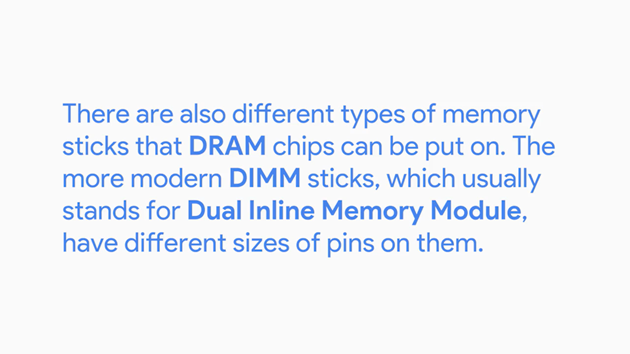 There are also different types of memory
sticks that DRAM chips can be put on. The
more modern DIMM sticks, which usually
stands for Dual Inline Memory Module,
have different sizes of pins on them.